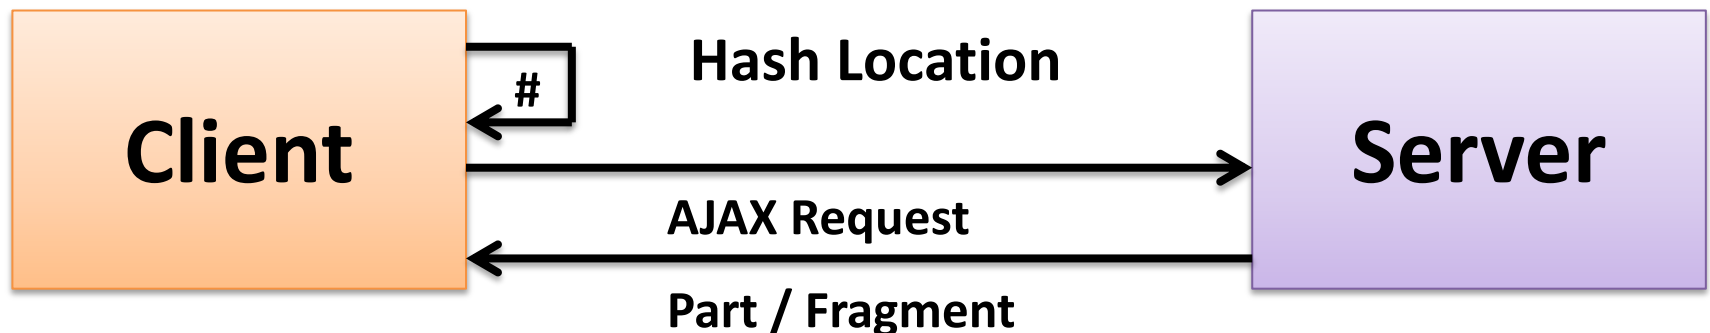 Hash Location
#
Client
Server
AJAX Request
Part / Fragment